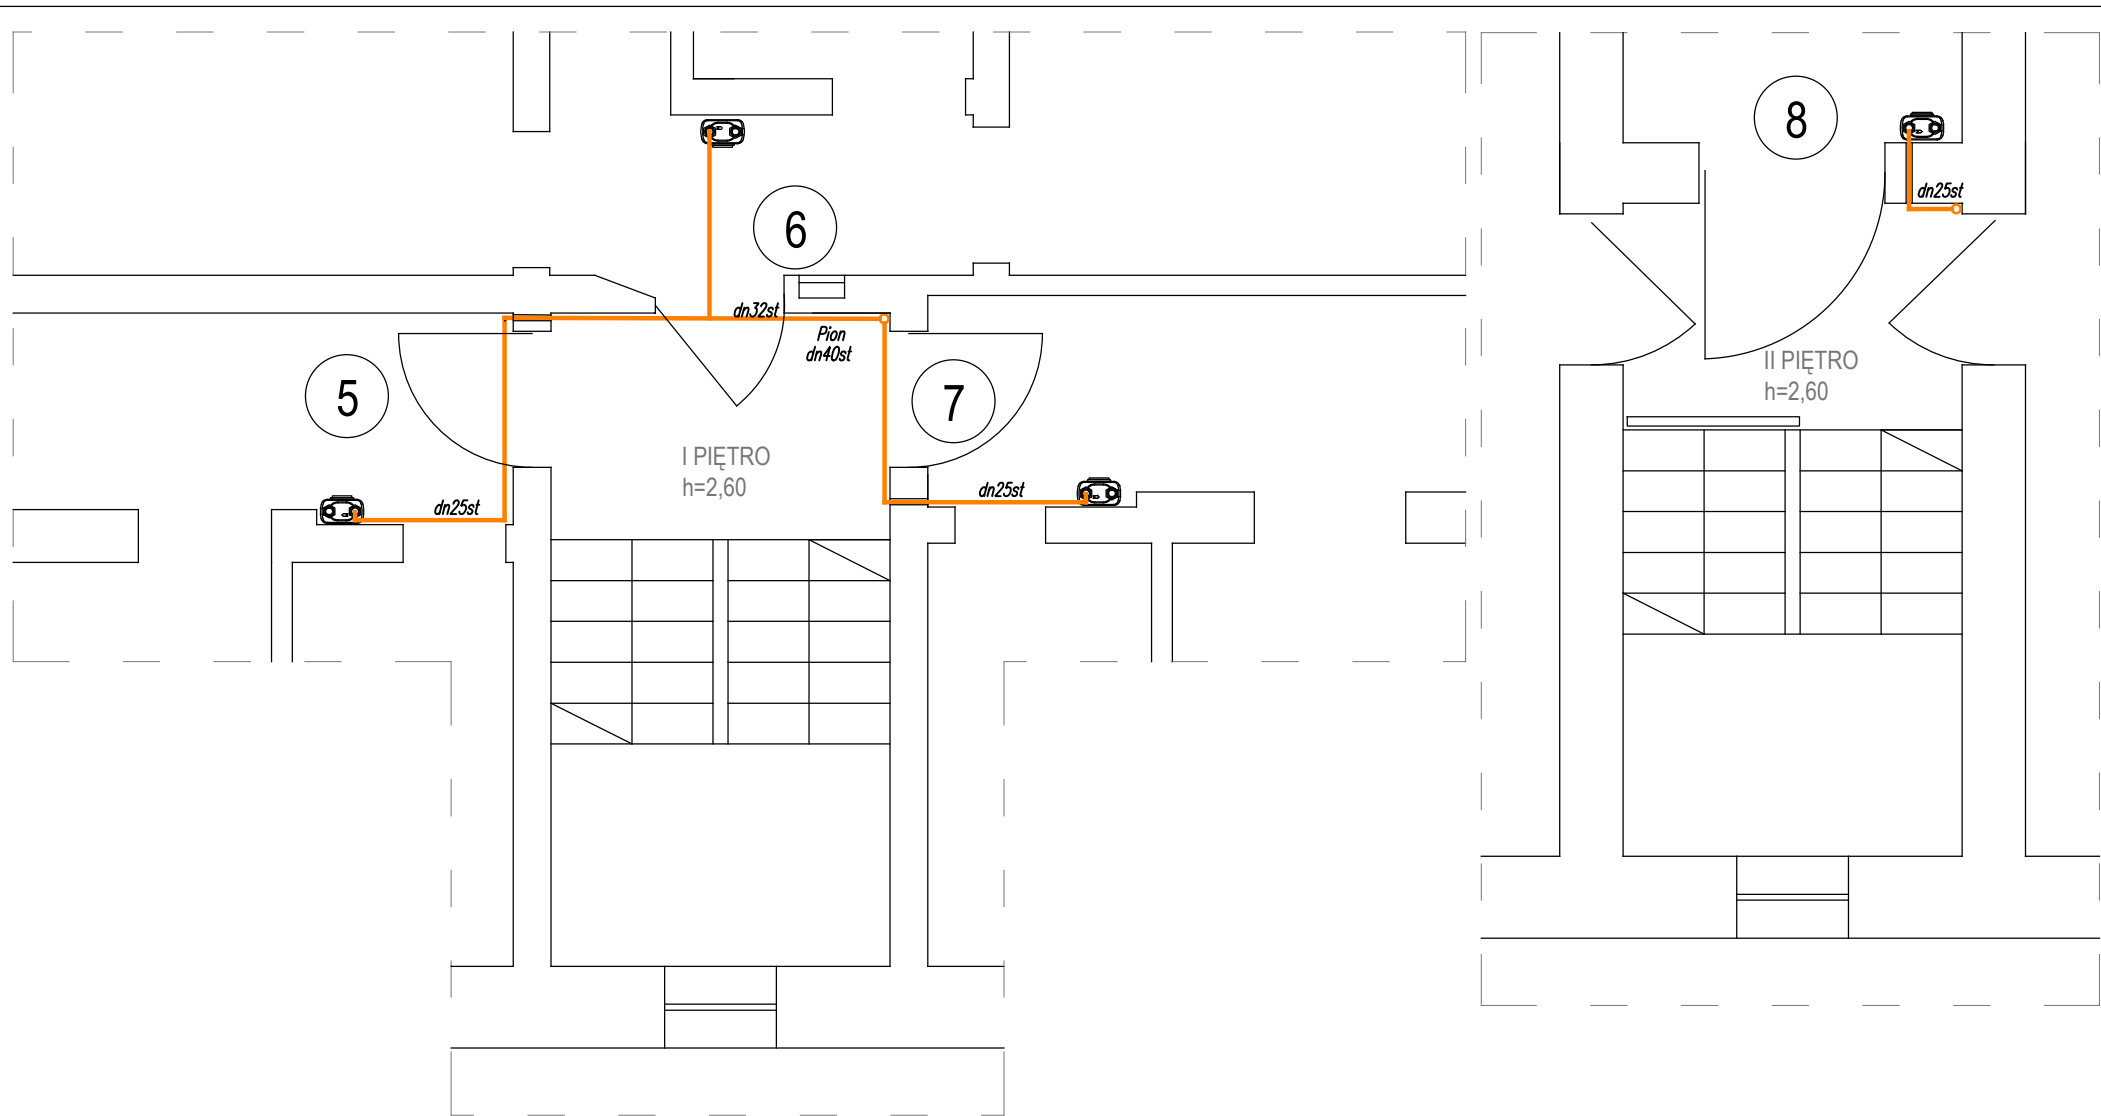 8
dn25st
6
dn32st
Pion
dn40st
5
7
I PIĘTRO
h=2,60
dn25st
dn25st
II PIĘTRO
h=2,60